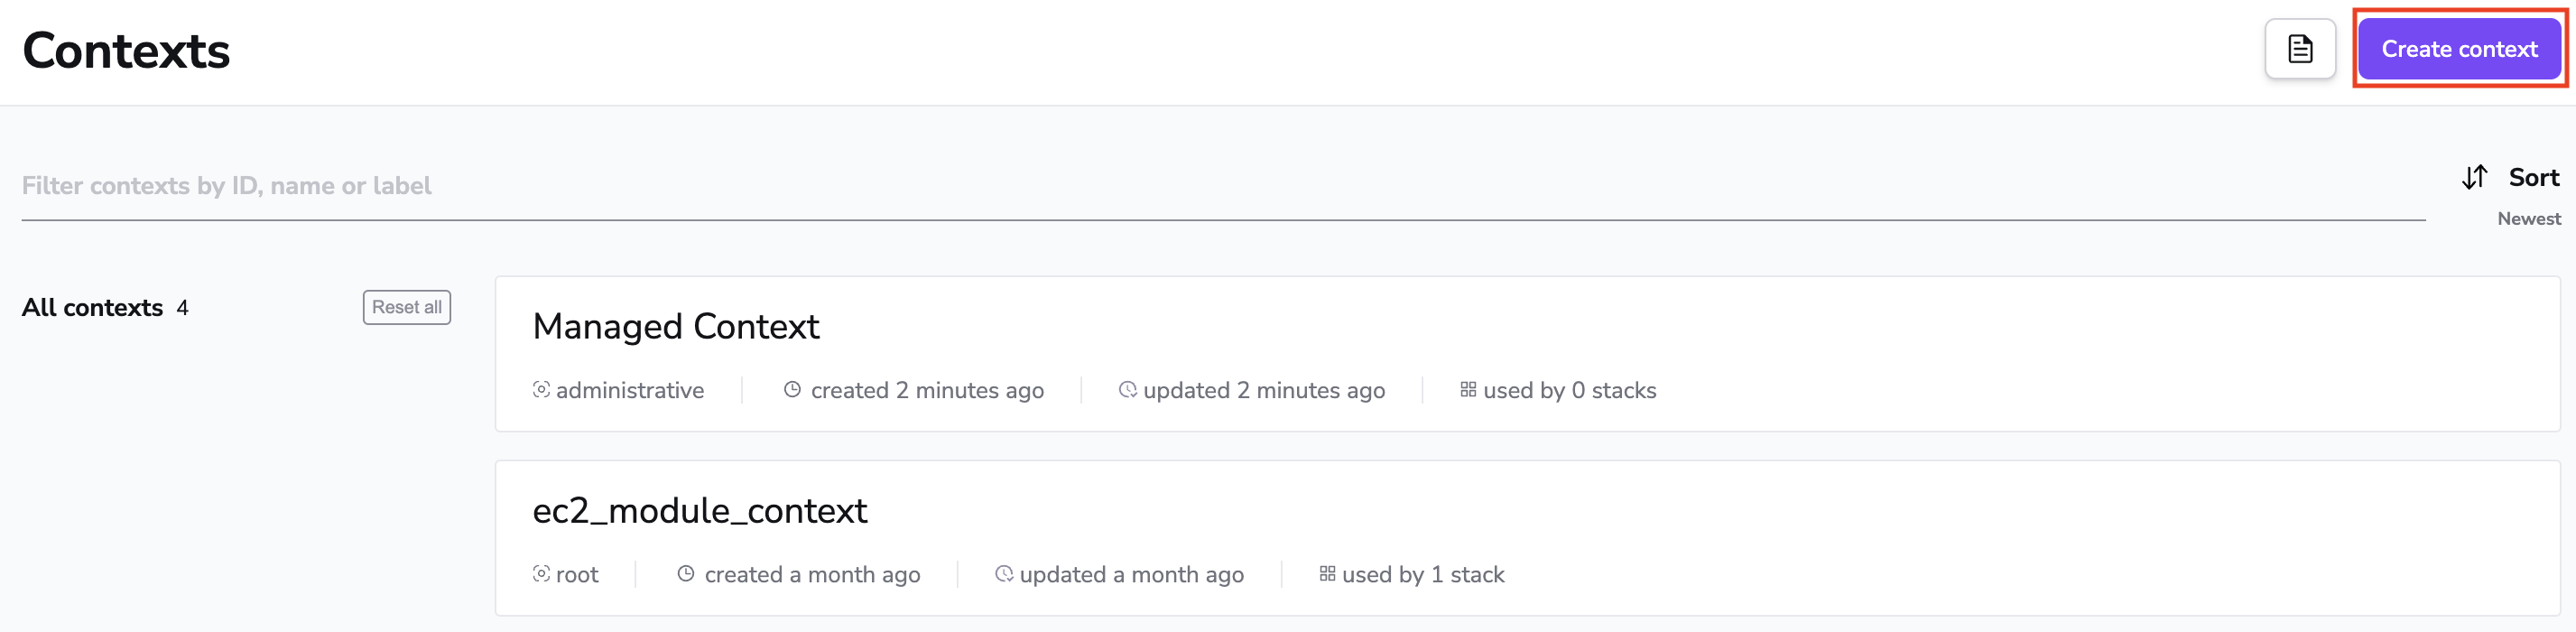 Contexts
Create context
Filter contexts by ID, name or label
Sort
Newest
All contexts 4
Reset all
Managed Context
administrative created 2 minutes ago updated 2 minutes ago used by 0 stacks
ec2_module_context
root created a month ago updated a month ago used by 1 stack